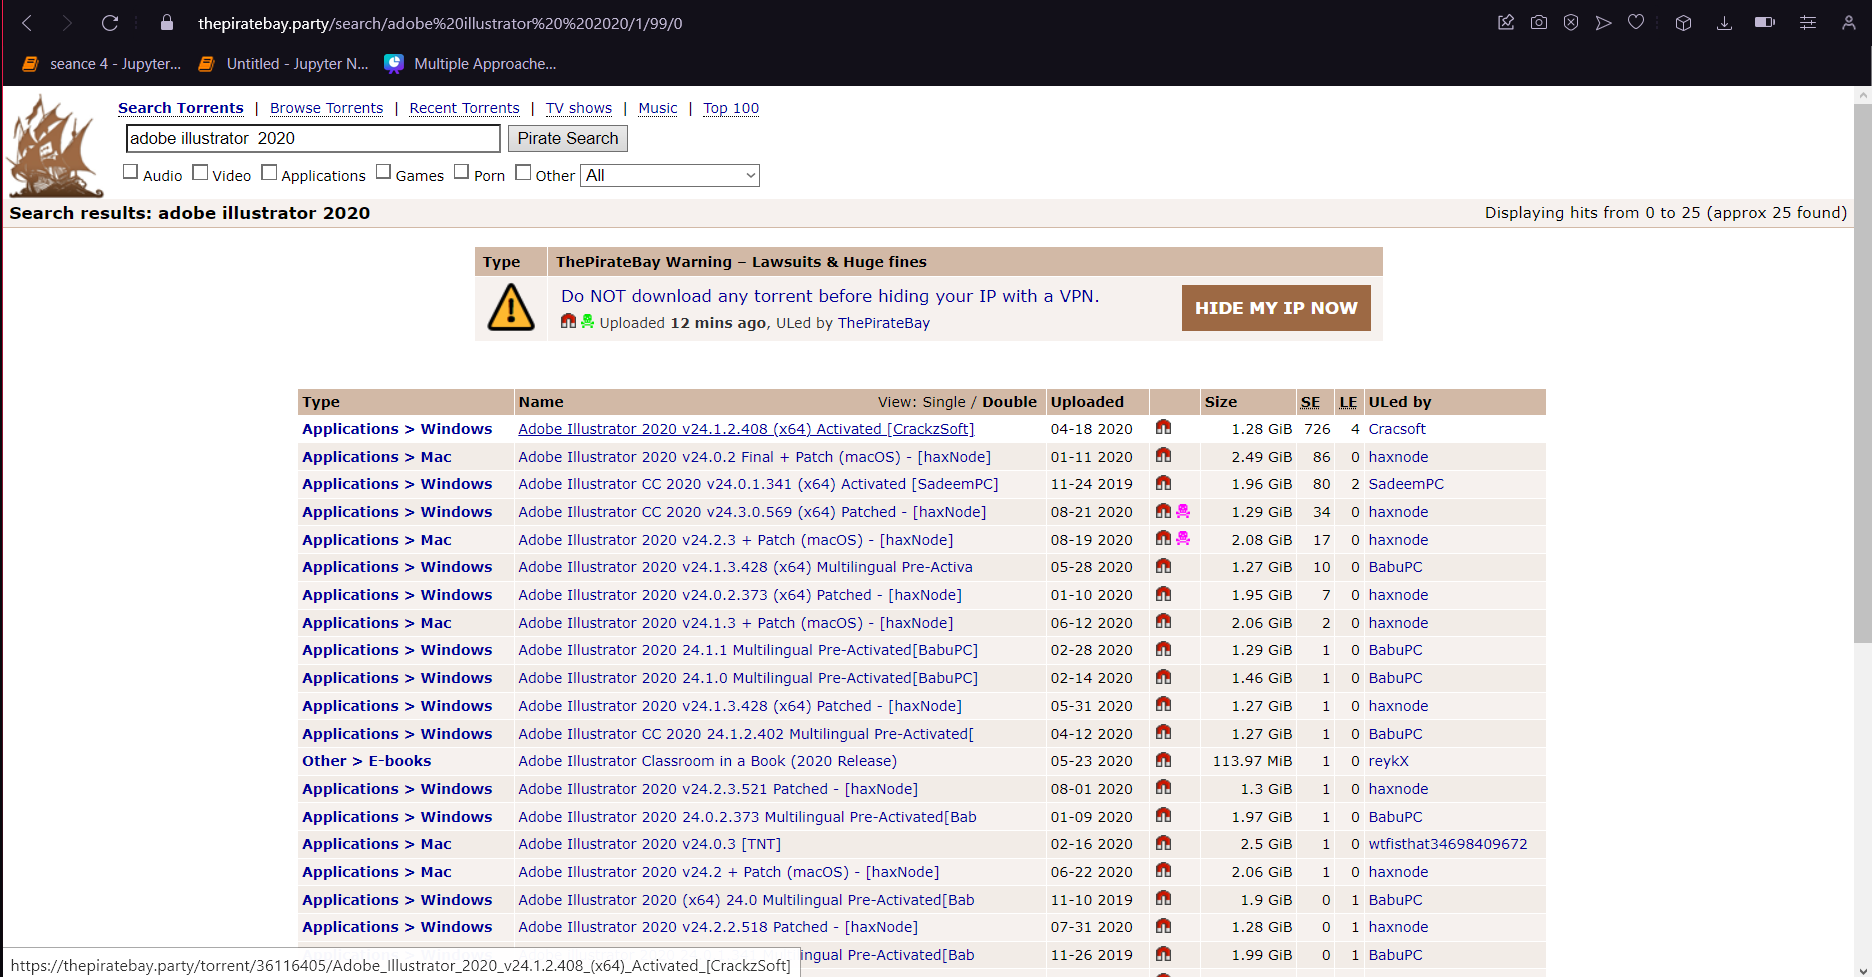 thepiratebay.party/search/adobe%20illustrator%20%202020/1/99/0
seance 4 - Jupyter... Untitled - Jupyter N... Multiple Approache...
Search Torrents | Browse Torrents | Recent Torrents | TV shows | Music | Top 100
adobe illustrator  2020 Pirate Search
Audio Video Applications Games Porn Other All
Search results: adobe illustrator 2020 Displaying hits from 0 to 25 (approx 25 found)
Type ThePirateBay Warning – Lawsuits & Huge fines
Do NOT download any torrent before hiding your IP with a VPN. HIDE MY IP NOW
Uploaded 12 mins ago, ULed by ThePirateBay
Type Name View: Single / Double Uploaded Size SE LE ULed by
Applications > Windows Adobe Illustrator 2020 v24.1.2.408 (x64) Activated [CrackzSoft] 04-18 2020 1.28 GiB 726 4 Cracsoft
Applications > Mac Adobe Illustrator 2020 v24.0.2 Final + Patch (macOS) - [haxNode] 01-11 2020 2.49 GiB 86 0 haxnode
Applications > Windows Adobe Illustrator CC 2020 v24.0.1.341 (x64) Activated [SadeemPC] 11-24 2019 1.96 GiB 80 2 SadeemPC
Applications > Windows Adobe Illustrator CC 2020 v24.3.0.569 (x64) Patched - [haxNode] 08-21 2020 1.29 GiB 34 0 haxnode
Applications > Mac Adobe Illustrator 2020 v24.2.3 + Patch (macOS) - [haxNode] 08-19 2020 2.08 GiB 17 0 haxnode
Applications > Windows Adobe Illustrator 2020 v24.1.3.428 (x64) Multilingual Pre-Activa 05-28 2020 1.27 GiB 10 0 BabuPC
Applications > Windows Adobe Illustrator 2020 v24.0.2.373 (x64) Patched - [haxNode] 01-10 2020 1.95 GiB 7 0 haxnode
Applications > Mac Adobe Illustrator 2020 v24.1.3 + Patch (macOS) - [haxNode] 06-12 2020 2.06 GiB 2 0 haxnode
Applications > Windows Adobe Illustrator 2020 24.1.1 Multilingual Pre-Activated[BabuPC] 02-28 2020 1.29 GiB 1 0 BabuPC
Applications > Windows Adobe Illustrator 2020 24.1.0 Multilingual Pre-Activated[BabuPC] 02-14 2020 1.46 GiB 1 0 BabuPC
Applications > Windows Adobe Illustrator 2020 v24.1.3.428 (x64) Patched - [haxNode] 05-31 2020 1.27 GiB 1 0 haxnode
Applications > Windows Adobe Illustrator CC 2020 24.1.2.402 Multilingual Pre-Activated[ 04-12 2020 1.27 GiB 1 0 BabuPC
Other > E-books Adobe Illustrator Classroom in a Book (2020 Release) 05-23 2020 113.97 MiB 1 0 reykX
Applications > Windows Adobe Illustrator 2020 v24.2.3.521 Patched - [haxNode] 08-01 2020 1.3 GiB 1 0 haxnode
Applications > Windows Adobe Illustrator 2020 24.0.2.373 Multilingual Pre-Activated[Bab 01-09 2020 1.97 GiB 1 0 BabuPC
Applications > Mac Adobe Illustrator 2020 v24.0.3 [TNT] 02-16 2020 2.5 GiB 1 0 wtfisthat34698409672
Applications > Mac Adobe Illustrator 2020 v24.2 + Patch (macOS) - [haxNode] 06-22 2020 2.06 GiB 1 0 haxnode
Applications > Windows Adobe Illustrator 2020 (x64) 24.0 Multilingual Pre-Activated[Bab 11-10 2019 1.9 GiB 0 1 BabuPC
Applications > Windows Adobe Illustrator 2020 v24.2.2.518 Patched - [haxNode] 07-31 2020 1.28 GiB 0 1 haxnode
lingual Pre-Activated[Bab 11-26 2019 1.99 GiB 0 1 BabuPC
https://thepiratebay.party/torrent/36116405/Adobe_Illustrator_2020_v24.1.2.408_(x64)_Activated_[CrackzSoft]